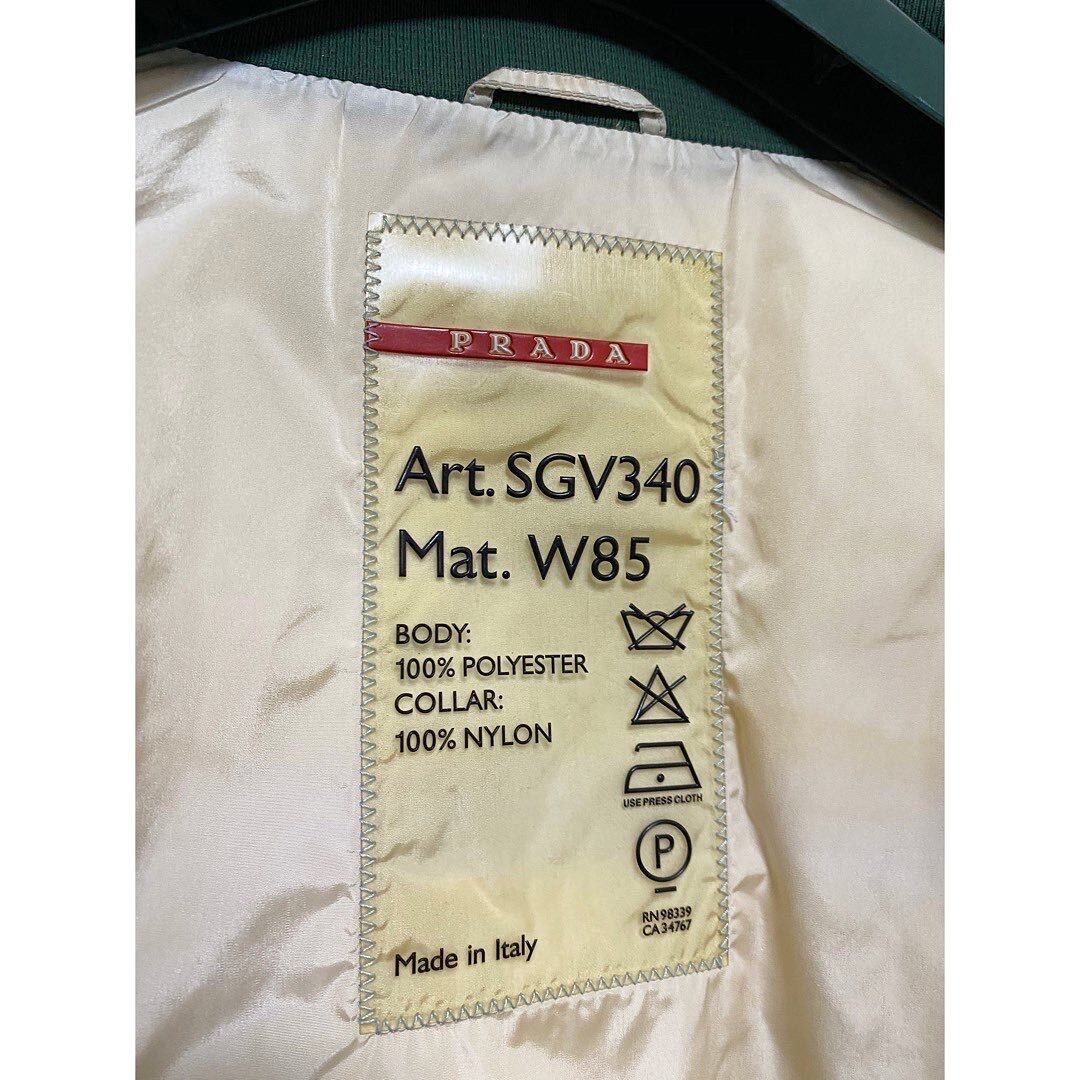 PRADA
Art. SGV340
Mat. W85
BODY:
100% POLYESTER
COLLAR:
100% NYLON
USE PRESS CLOTH
P
RN 98339
CA 34767
Made in Italy